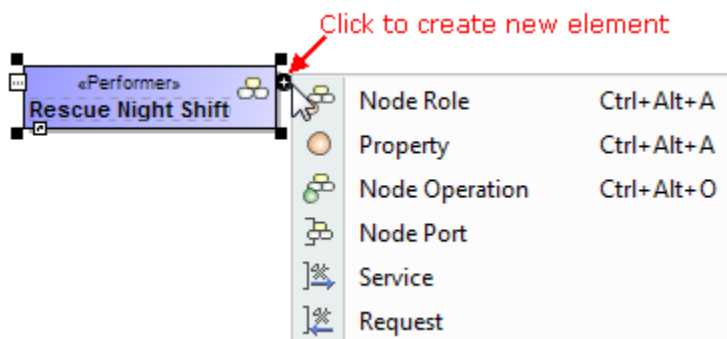 Click to create new element
«Performer»
Rescue Night Shift
Node Role Ctrl+Alt+A
Property Ctrl+Alt+A
Node Operation Ctrl+Alt+O
Node Port
Service
Request